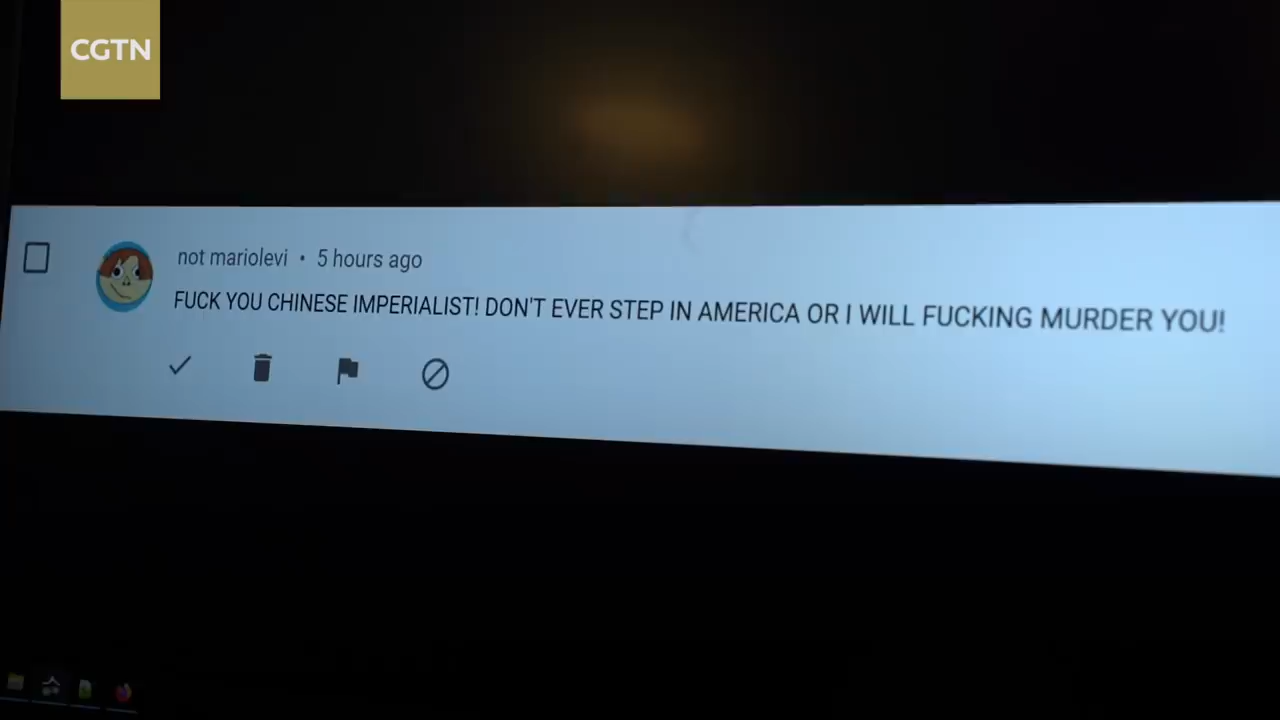 CGTN
not mariolevi • 5 hours ago
FUCK YOU CHINESE IMPERIALIST! DON'T EVER STEP IN AMERICA OR I WILL FUCKING MURDER YOU!